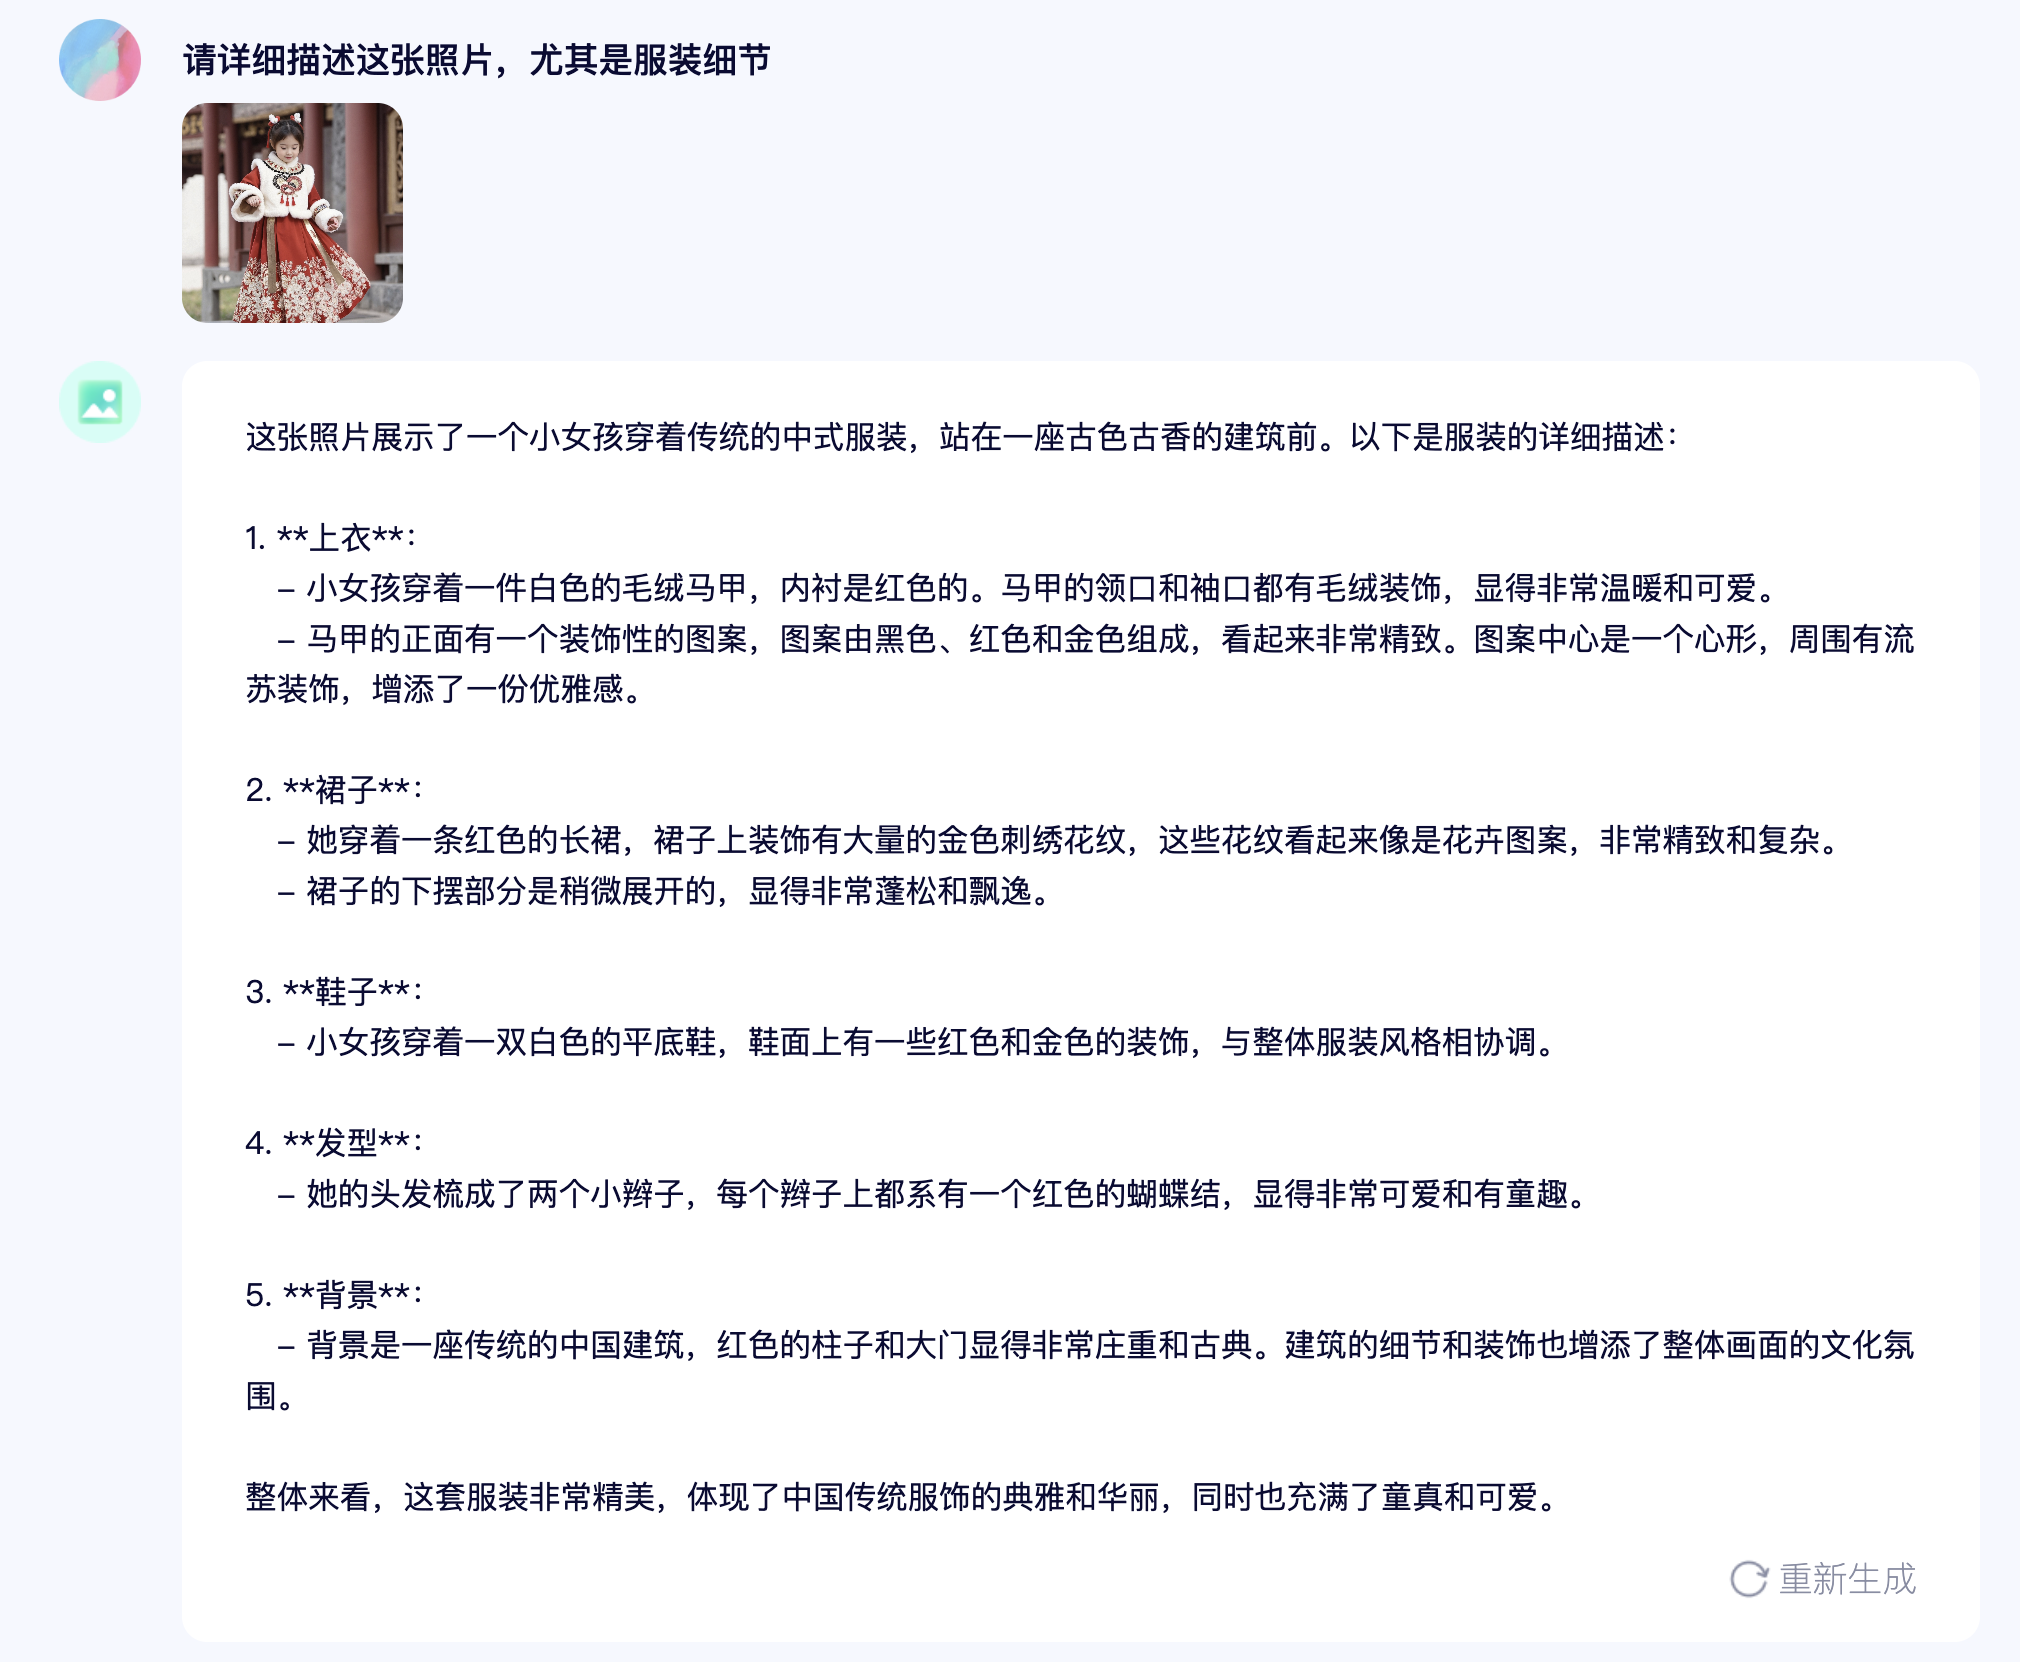 请详细描述这张照片，尤其是服装细节
这张照片展示了一个小女孩穿着传统的中式服装，站在一座古色古香的建筑前。以下是服装的详细描述：
1. **上衣**：
– 小女孩穿着一件白色的毛绒马甲，内衬是红色的。马甲的领口和袖口都有毛绒装饰，显得非常温暖和可爱。
– 马甲的正面有一个装饰性的图案，图案由黑色、红色和金色组成，看起来非常精致。图案中心是一个心形，周围有流
苏装饰，增添了一份优雅感。
2. **裙子**：
– 她穿着一条红色的长裙，裙子上装饰有大量的金色刺绣花纹，这些花纹看起来像是花卉图案，非常精致和复杂。
– 裙子的下摆部分是稍微展开的，显得非常蓬松和飘逸。
3. **鞋子**：
– 小女孩穿着一双白色的平底鞋，鞋面上有一些红色和金色的装饰，与整体服装风格相协调。
4. **发型**：
– 她的头发梳成了两个小辫子，每个辫子上都系有一个红色的蝴蝶结，显得非常可爱和有童趣。
5. **背景**：
– 背景是一座传统的中国建筑，红色的柱子和大门显得非常庄重和古典。建筑的细节和装饰也增添了整体画面的文化氛
围。
整体来看，这套服装非常精美，体现了中国传统服饰的典雅和华丽，同时也充满了童真和可爱。
重新生成